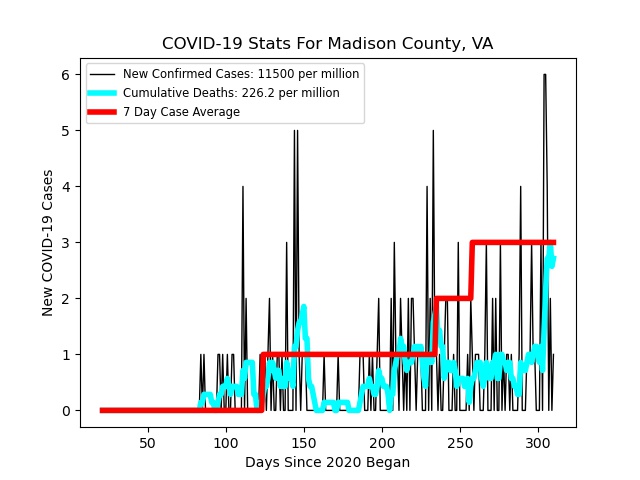 COVID-19 Stats For Madison County, VA
New Confirmed Cases: 11500 per million
Cumulative Deaths: 226.2 per million
7 Day Case Average
New COVID-19 Cases
6
5
4
3
2
1
0
50 100 150 200 250 300
Days Since 2020 Began